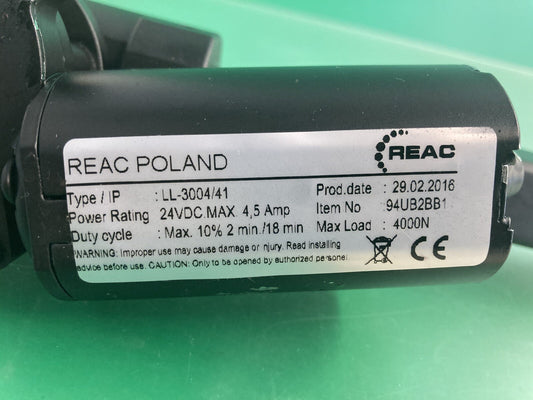 REAC POLAND
REAC
Type / IP : LL-3004/41
Prod.date : 29.02.2016
Power Rating 24VDC.MAX 4,5 Amp
Item No : 94UB2BB1
Duty cycle : Max. 10% 2 min./18 min
Max Load : 4000N
WARNING: Improper use may cause damage or njury. Read installing
advice before use. CAUTION: Only to be opened by authorized personel.
CE